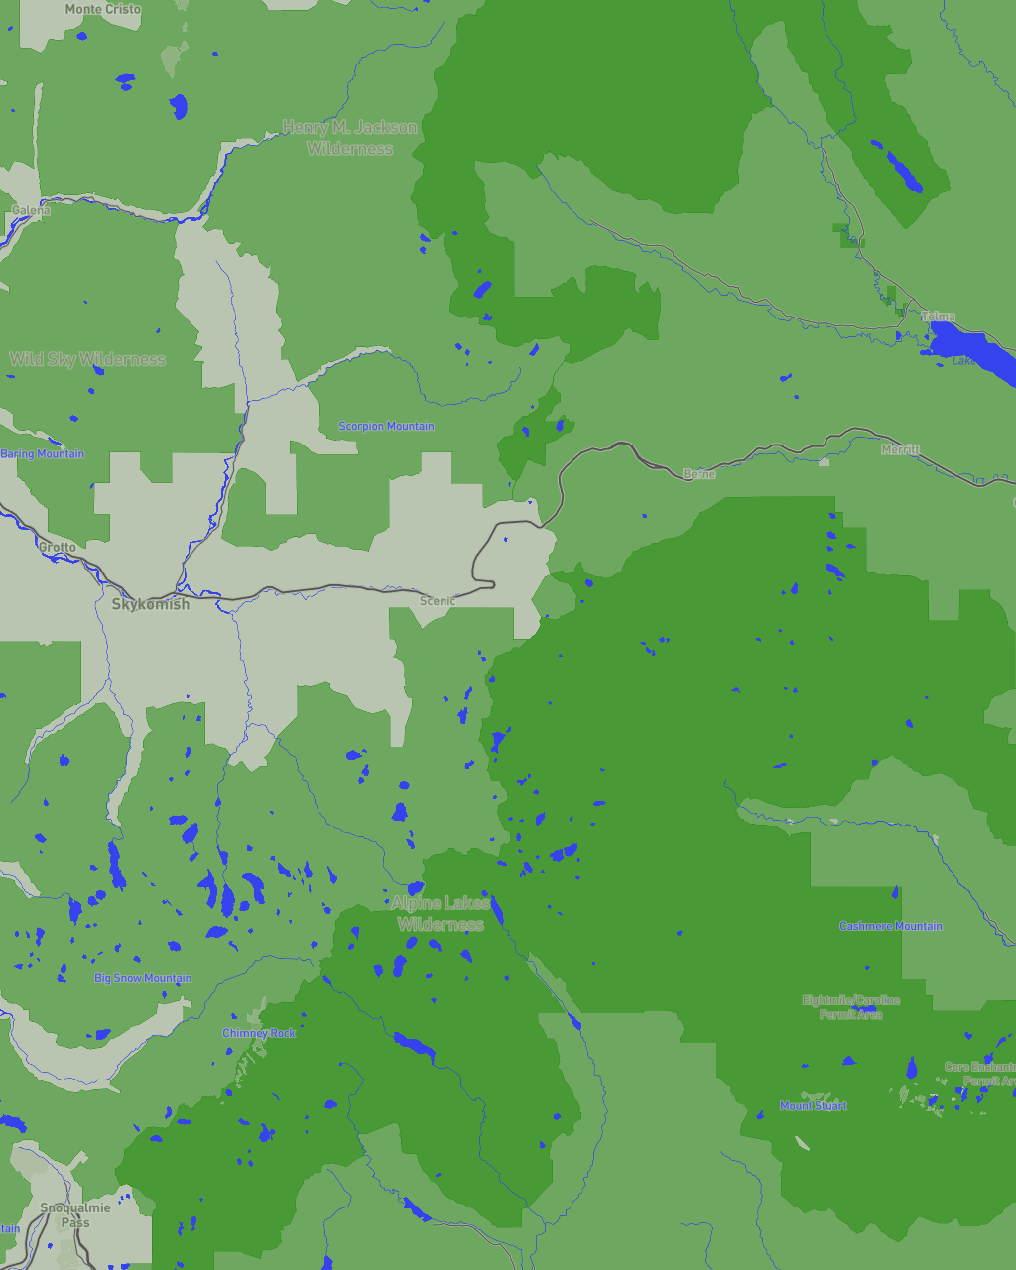 Monte Cristo
Henry M. Jackson
Wilderness
Galena
Telma
Lake
Wild Sky Wilderness
Scorpion Mountain
Baring Mountain
Merritt
Berne
Grotto
Skykomish
Scenic
Alpine Lakes
Wilderness
Cashmere Mountain
Big Snow Mountain
Eightmile/Caroline
Permit Area
Chimney Rock
Core Enchantm
Permit Are
Mount Stuart
Snoqualmie
Pass
tain